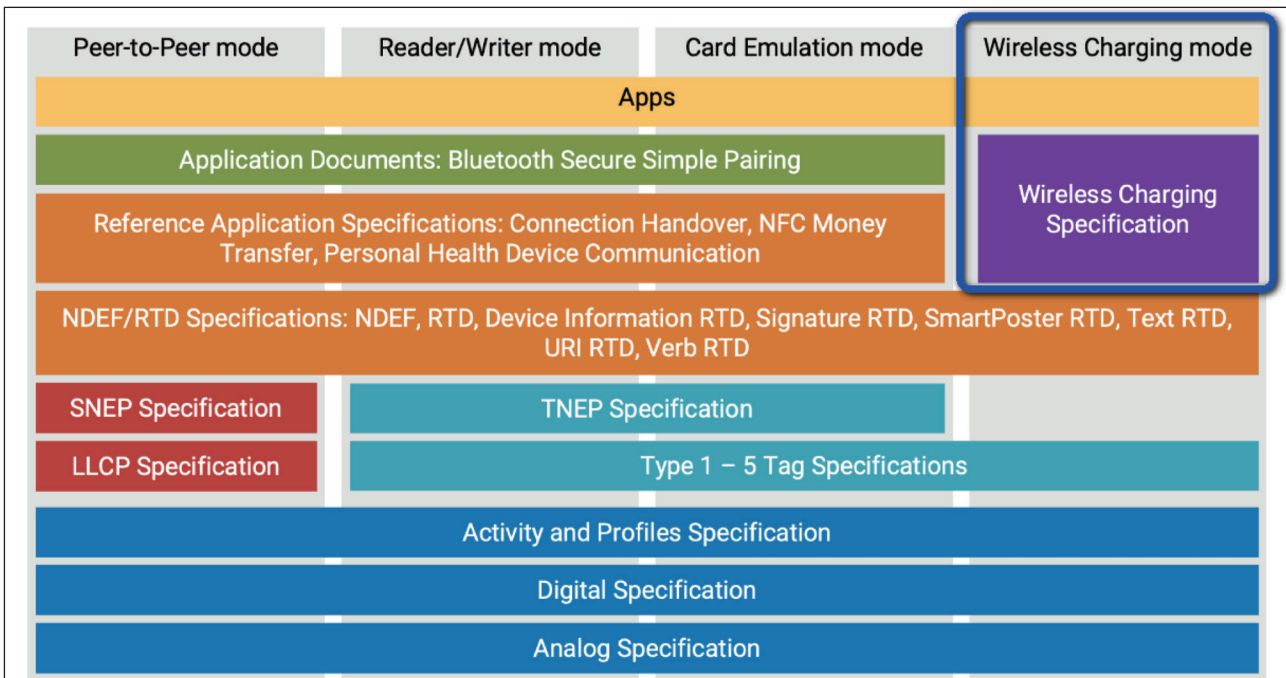 Peer-to-Peer mode
Reader/Writer mode
Card Emulation mode
Wireless Charging mode
Apps
Application Documents: Bluetooth Secure Simple Pairing
Reference Application Specifications: Connection Handover, NFC Money
Transfer, Personal Health Device Communication
Wireless Charging
Specification
NDEF/RTD Specifications: NDEF, RTD, Device Information RTD, Signature RTD, SmartPoster RTD, Text RTD,
URI RTD, Verb RTD
SNEP Specification
TNEP Specification
LLCP Specification
Type 1 – 5 Tag Specifications
Activity and Profiles Specification
Digital Specification
Analog Specification